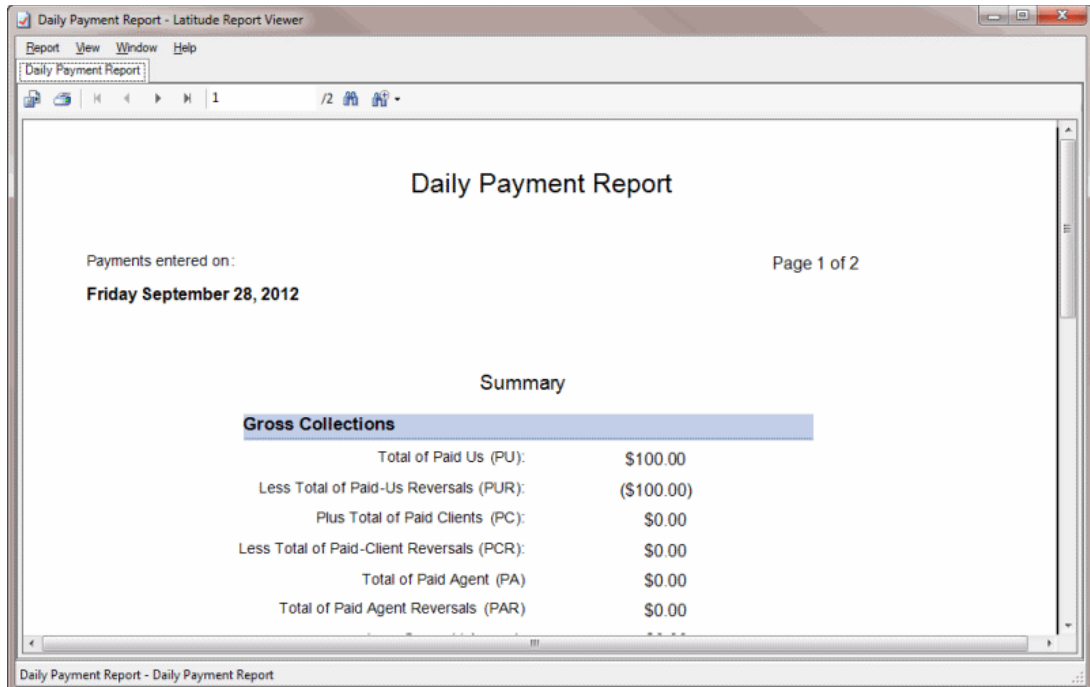 Daily Payment Report - Latitude Report Viewer
Report View Window Help
Daily Payment Report
1 /2
Daily Payment Report
Payments entered on:
Page 1 of 2
Friday September 28, 2012
Summary
Gross Collections
Total of Paid Us (PU): $100.00
Less Total of Paid-Us Reversals (PUR): ($100.00)
Plus Total of Paid Clients (PC): $0.00
Less Total of Paid-Client Reversals (PCR): $0.00
Total of Paid Agent (PA) $0.00
Total of Paid Agent Reversals (PAR) $0.00
Daily Payment Report - Daily Payment Report